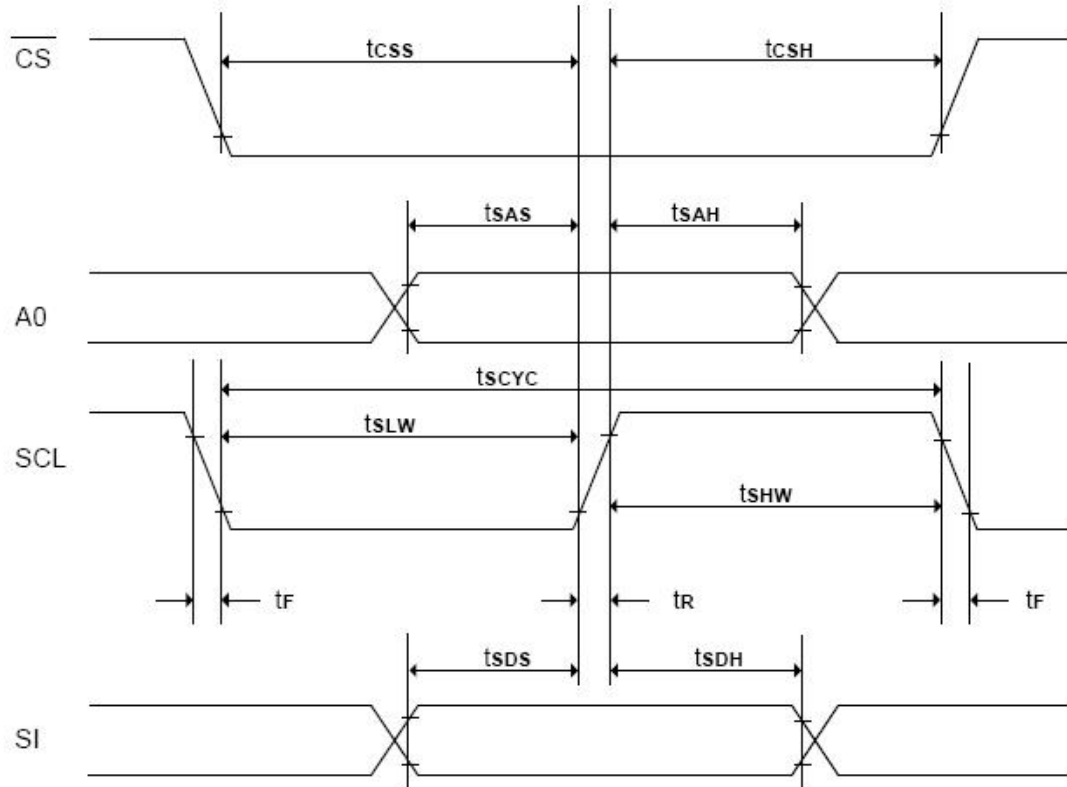 CS
tCSS
tCSH
tSAS
tSAH
A0
tSCYC
tSLW
SCL
tSHW
tF
tR
tF
tSDS
tSDH
SI